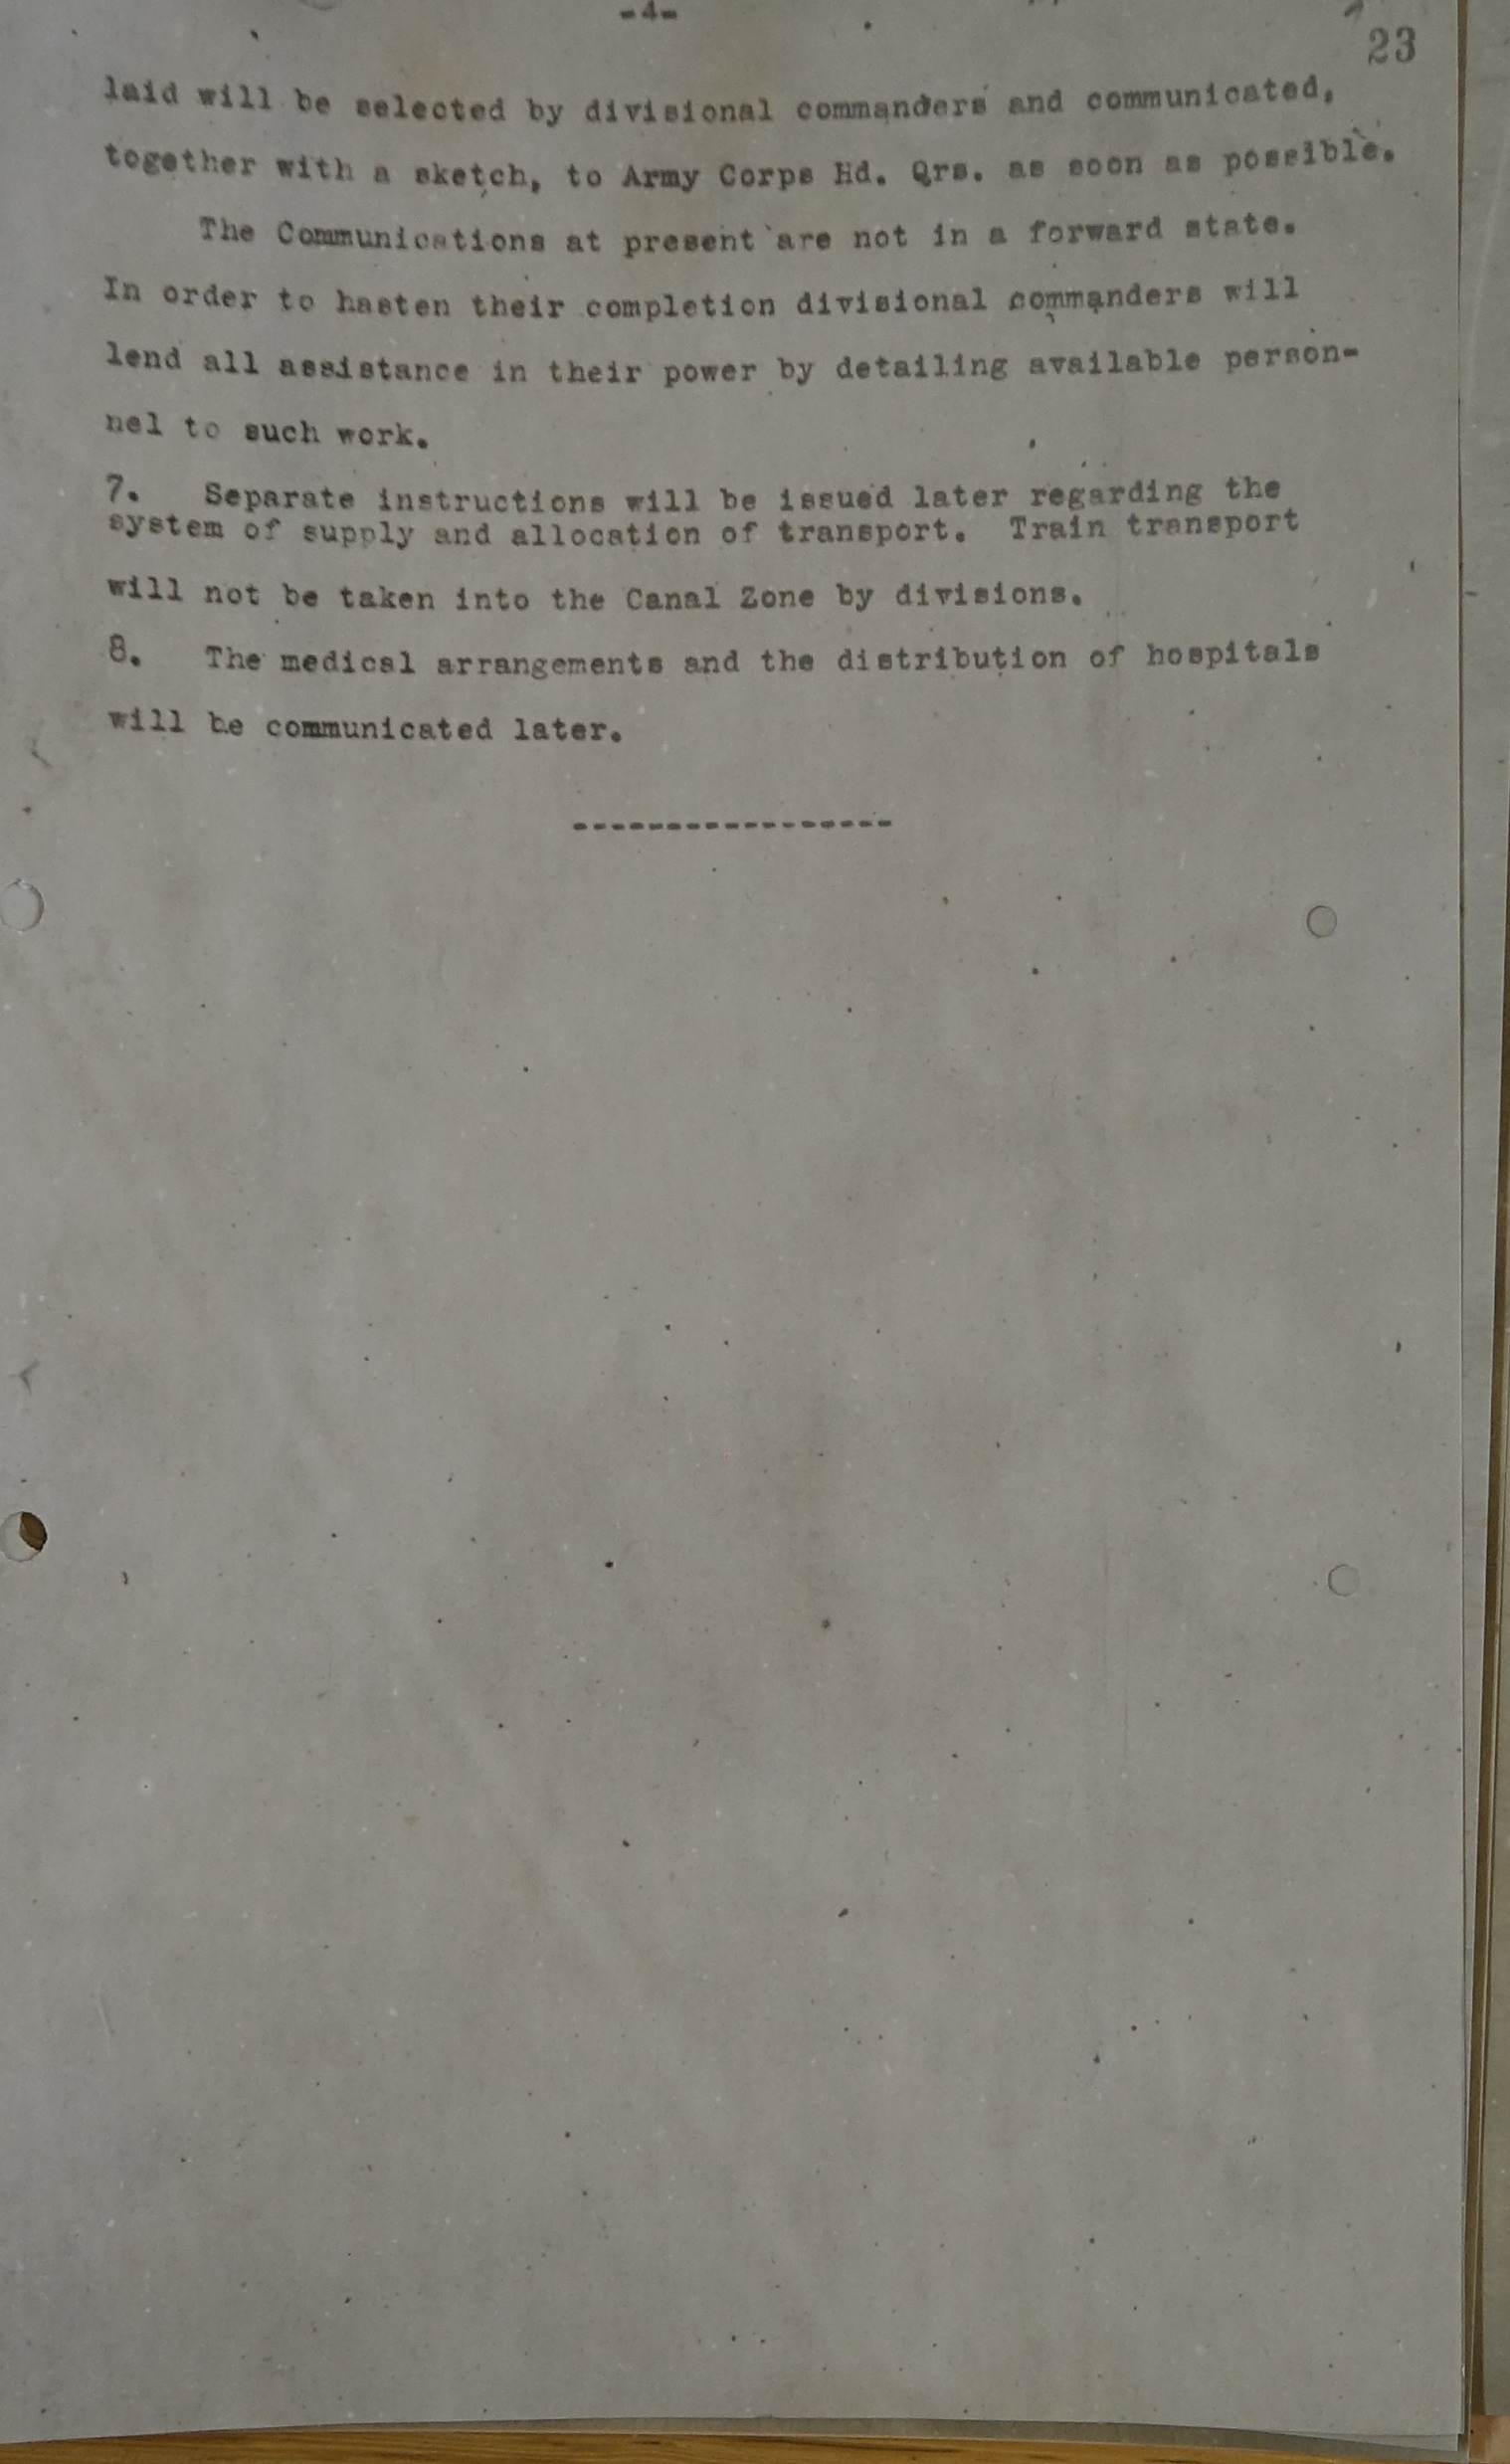 -4-
23
laid will be selected by divisional commanders and communicated,
together with a sketch, to Army Corps Hd. Qrs. as soon as possible.
The Communications at present are not in a forward state.
In order to hasten their completion divisional commanders will
lend all assistance in their power by detailing available person-
nel to such work.
7. Separate instructions will be issued later regarding the
system of supply and allocation of transport. Train transport
will not be taken into the Canal Zone by divisions.
8. The medical arrangements and the distribution of hospitals
will be communicated later.
-----------------